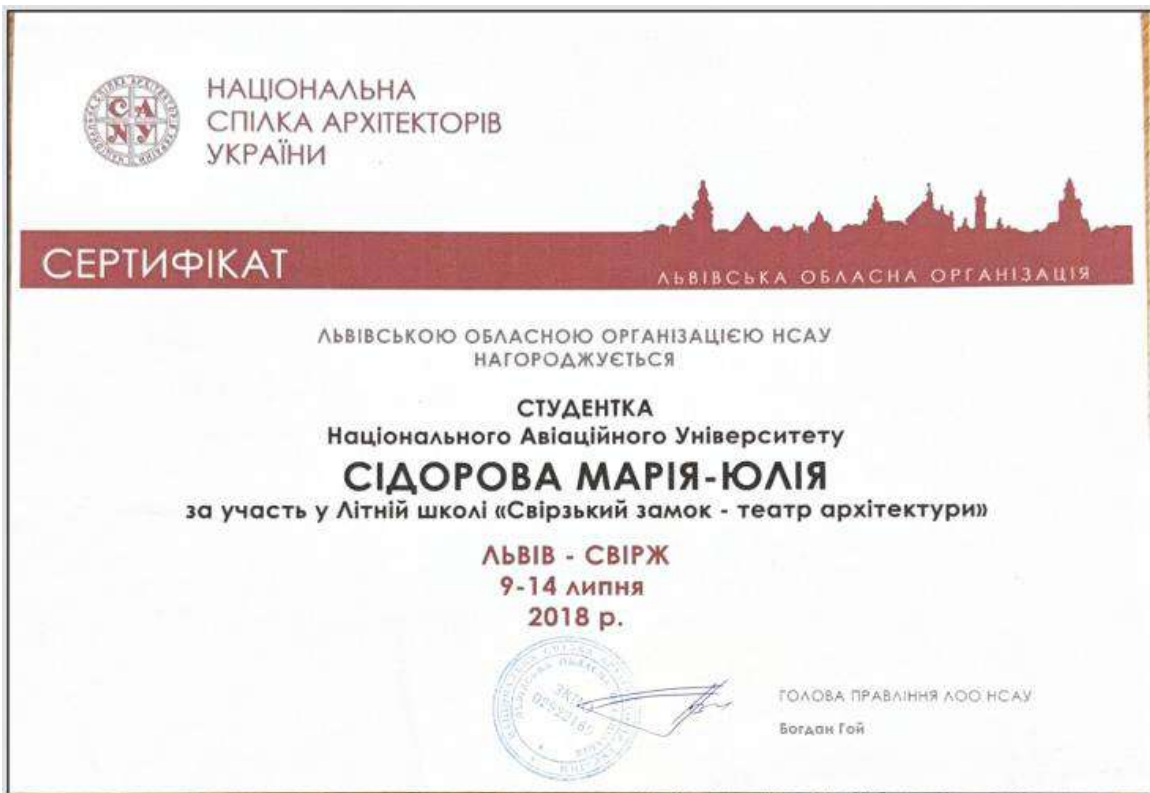 НАЦІОНАЛЬНА
СПІЛКА АРХІТЕКТОРІВ
УКРАЇНИ
СЕРТИФІКАТ
ЛЬВІВСЬКА ОБЛАСНА ОРГАНІЗАЦІЯ
ЛЬВІВСЬКОЮ ОБЛАСНОЮ ОРГАНІЗАЦІЄЮ НСАУ
НАГОРОДЖУЄТЬСЯ
СТУДЕНТКА
Національного Авіаційного Університету
СІДОРОВА МАРІЯ-ЮЛІЯ
за участь у Літній школі «Свірзький замок - театр архітектури»
ЛЬВІВ - СВІРЖ
9-14 липня
2018 р.
ГОЛОВА ПРАВЛІННЯ ЛОО НСАУ
Богдан Гой